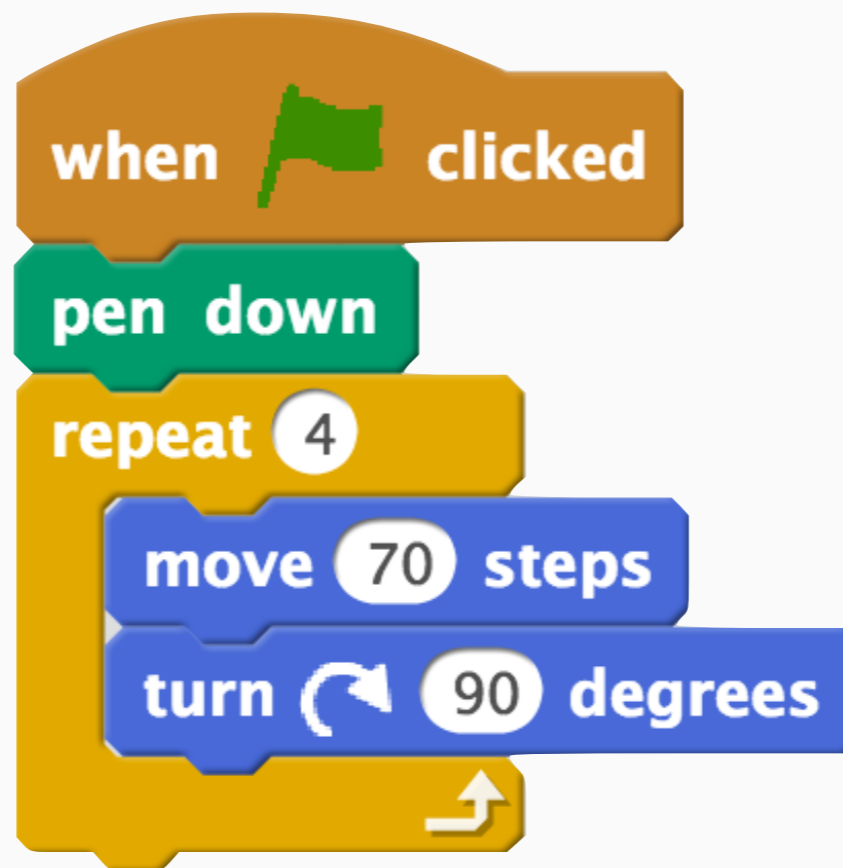 when clicked
pen down
repeat 4
move 70 steps
turn 90 degrees